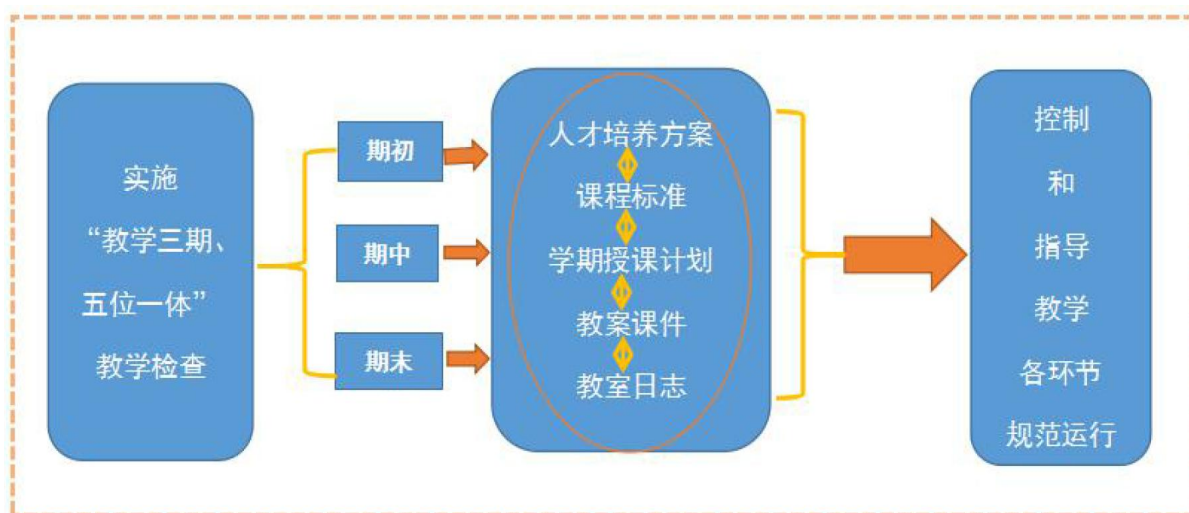 实施
“教学三期、
五位一体”
教学检查
期初
期中
期末
人才培养方案
课程标准
学期授课计划
教案课件
教室日志
控制
和
指导
教学
各环节
规范运行